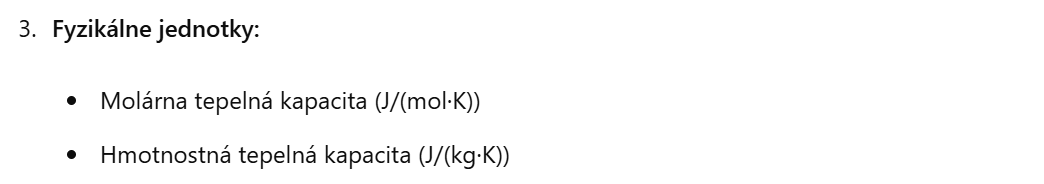 3. Fyzikálne jednotky:
• Molárna tepelná kapacita (J/(mol·K))
• Hmotnostná tepelná kapacita (J/(kg·K))